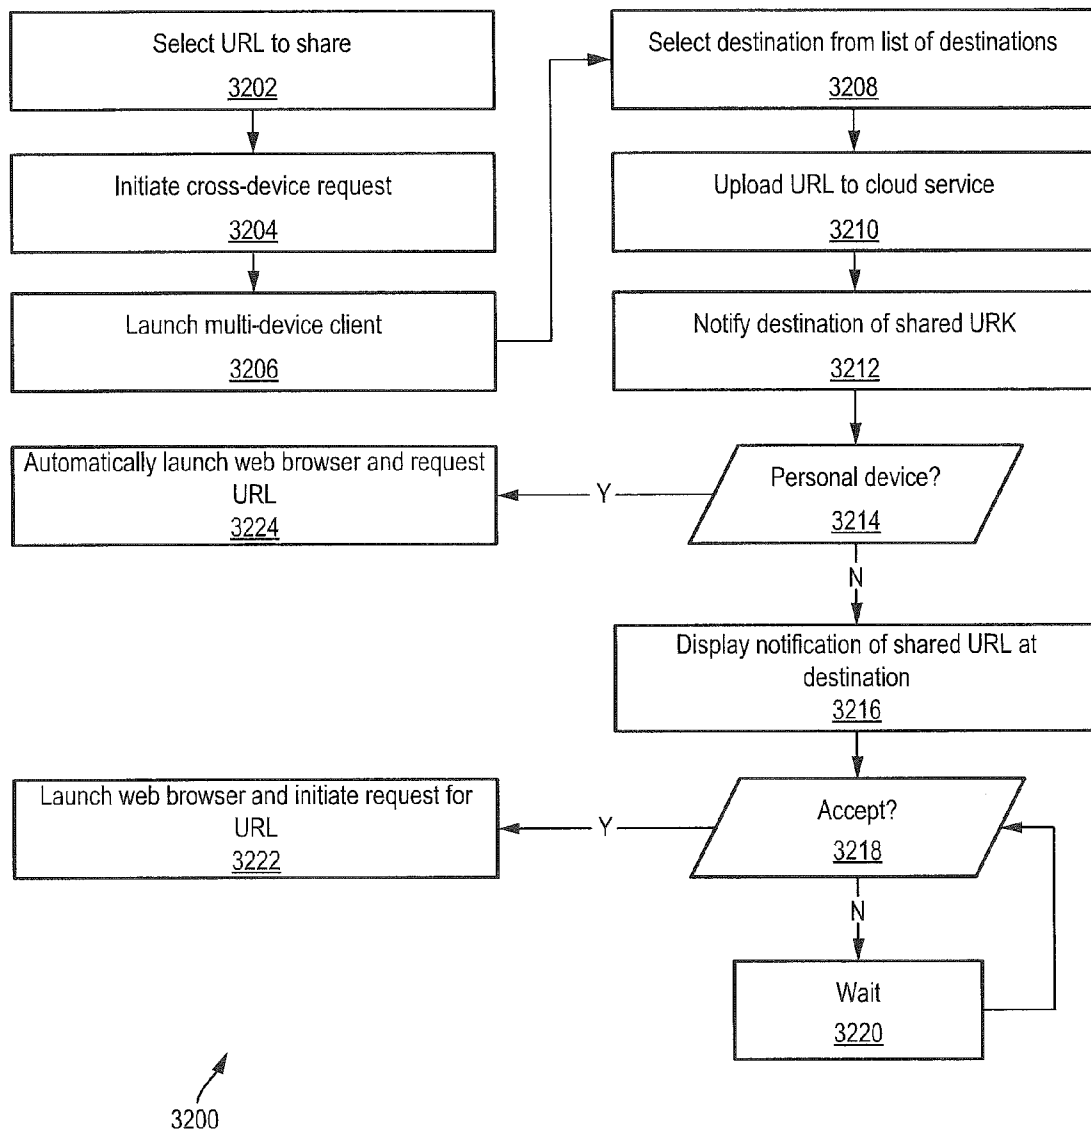 Select URL to share
3202
Initiate cross-device request
3204
Launch multi-device client
3206
Select destination from list of destinations
3208
Upload URL to cloud service
3210
Notify destination of shared URK
3212
Personal device?
3214
Y
Automatically launch web browser and request
URL
3224
N
Display notification of shared URL at
destination
3216
Accept?
3218
Y
Launch web browser and initiate request for
URL
3222
N
Wait
3220
3200